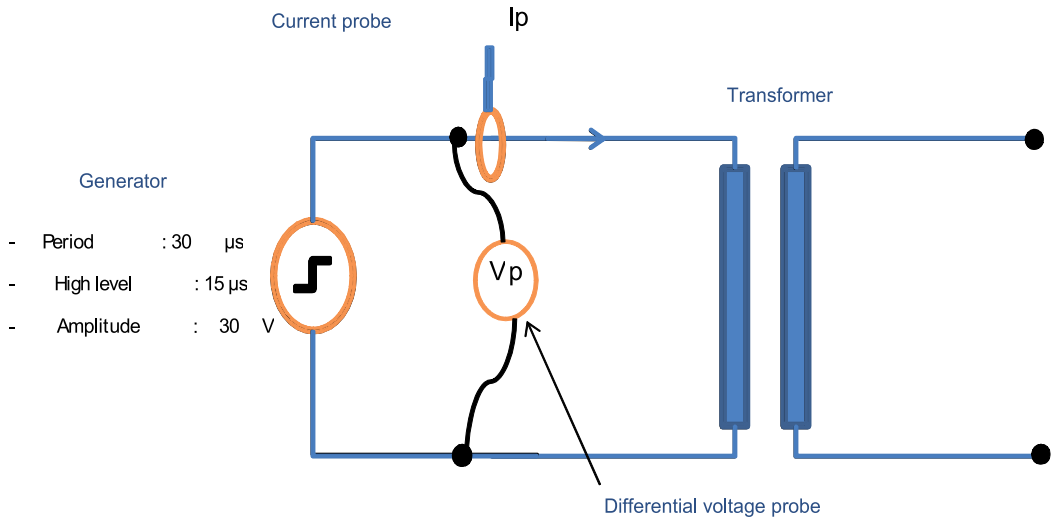 Current probe
Ip
Transformer
Generator
- Period : 30 µs
- High level : 15 µs
- Amplitude : 30 V
Vp
Differential voltage probe